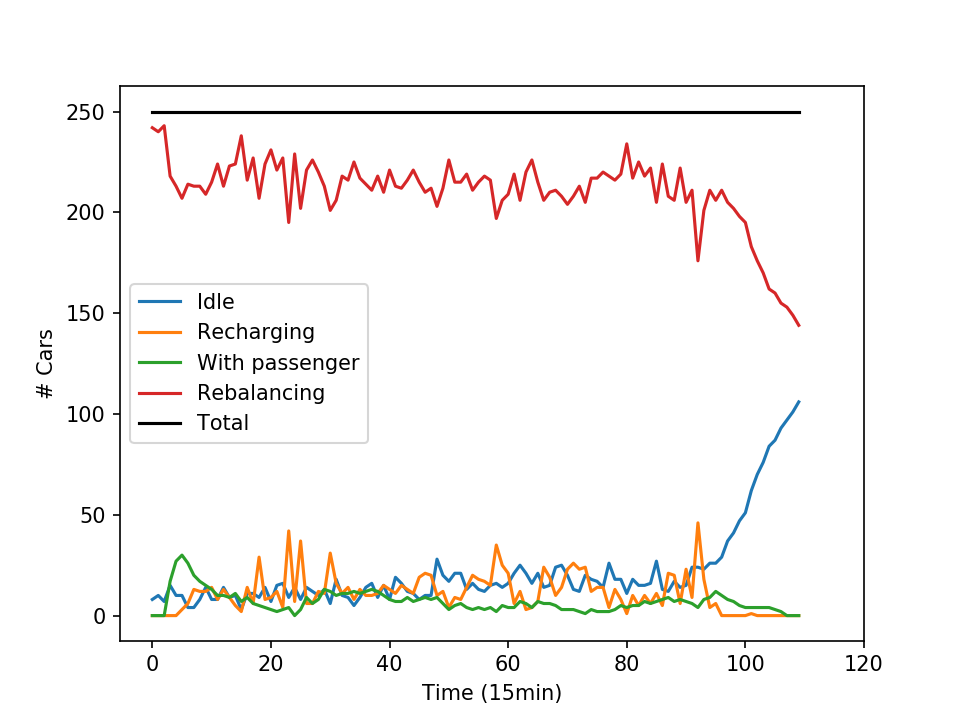 250
200
150
100
50
0
# Cars
Idle
Recharging
With passenger
Rebalancing
Total
0 20 40 60 80 100 120
Time (15min)